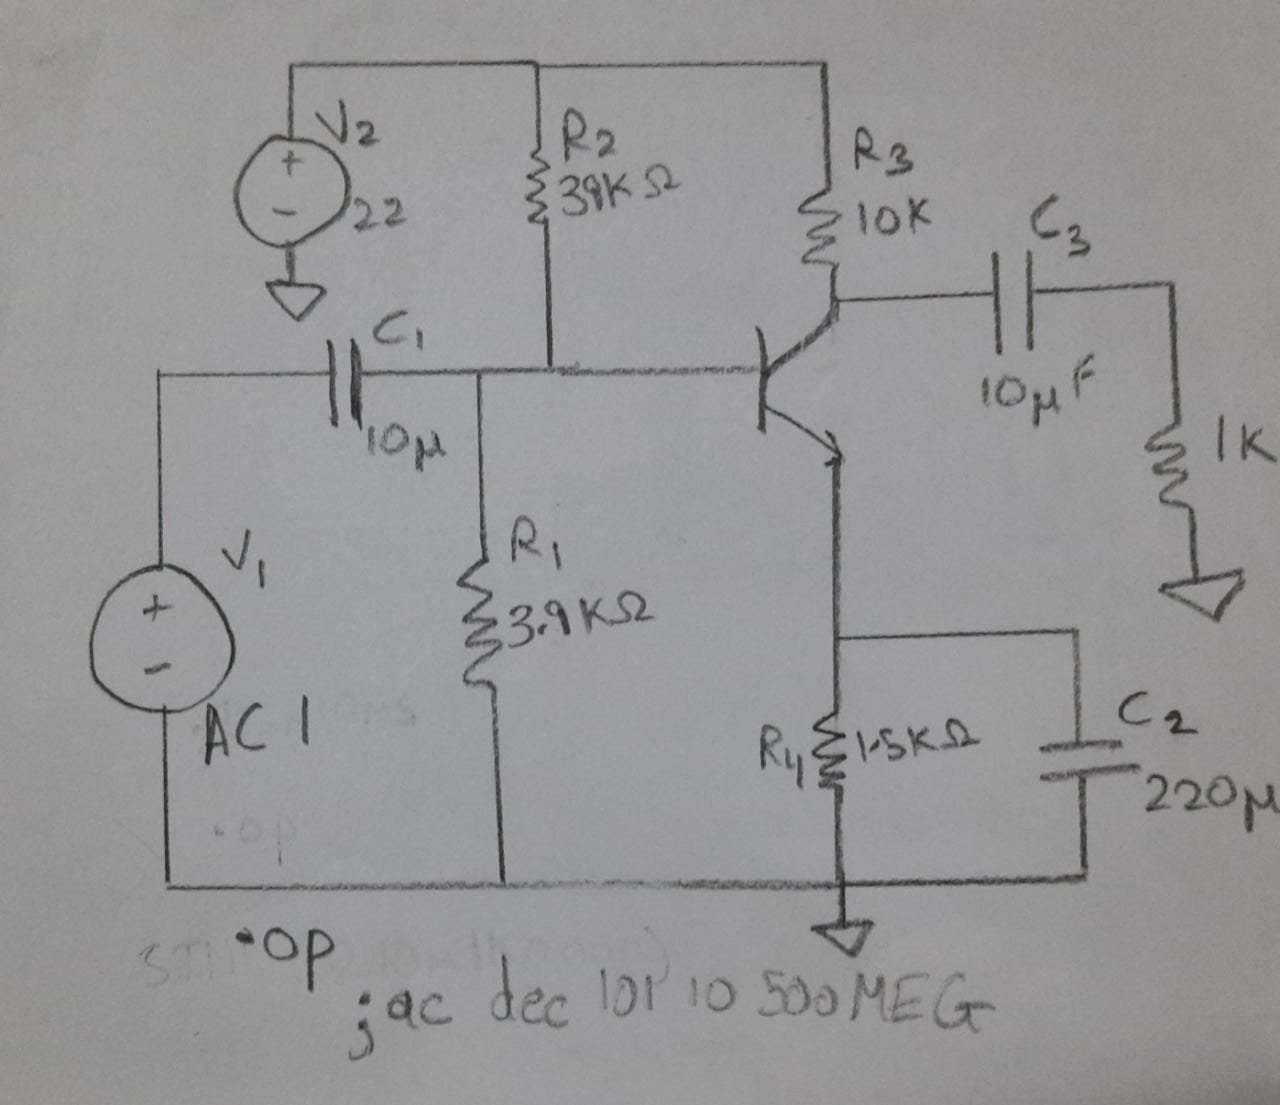 V2
+
-
22
R2
39KΩ
R3
10K
C3
10μF
C1
10μ
1K
V1
+
-
AC 1
R1
3.9KΩ
R4
1.5KΩ
C2
220μ
.op
;ac dec 101 10 500MEG
.op